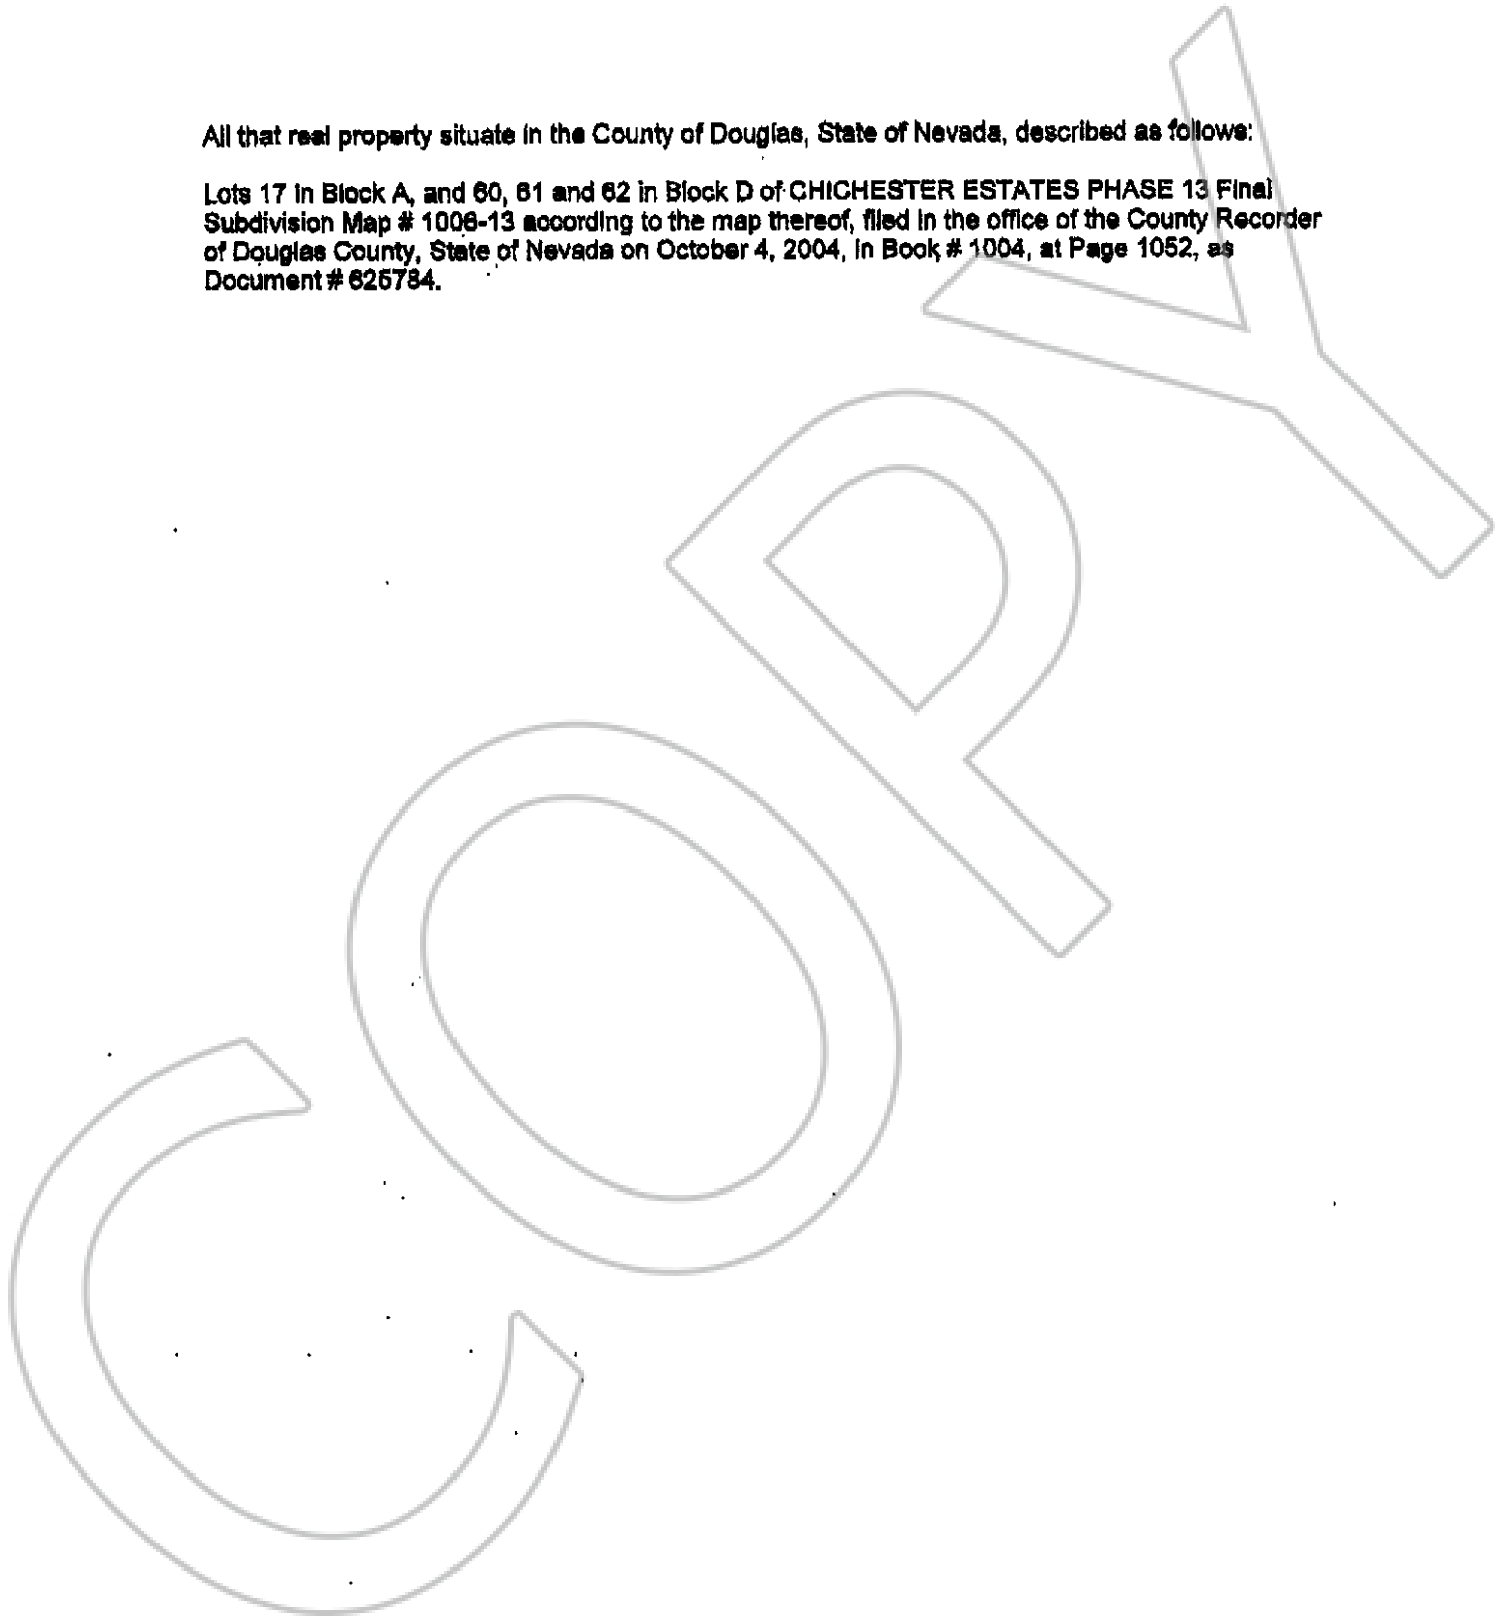 All that real property situate in the County of Douglas, State of Nevada, described as follows:
Lots 17 in Block A, and 60, 61 and 62 in Block D of CHICHESTER ESTATES PHASE 13 Final
Subdivision Map # 1006-13 according to the map thereof, filed in the office of the County Recorder
of Douglas County, State of Nevada on October 4, 2004, in Book # 1004, at Page 1052, as
Document # 625784.
COPY